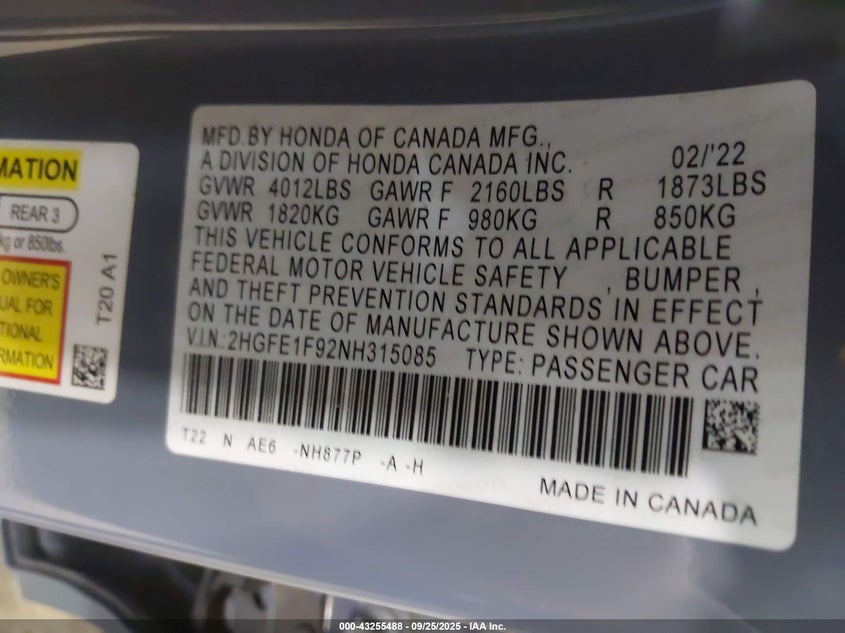 MATION
REAR 3
kg or 850lbs.
OWNER'S
UAL FOR
TIONAL
RMATION
T20 A1
MFD. BY HONDA OF CANADA MFG.,
A DIVISION OF HONDA CANADA INC. 02/'22
GVWR 4012LBS GAWR F 2160LBS R 1873LBS
GVWR 1820KG GAWR F 980KG R 850KG
THIS VEHICLE CONFORMS TO ALL APPLICABLE
FEDERAL MOTOR VEHICLE SAFETY , BUMPER ,
AND THEFT PREVENTION STANDARDS IN EFFECT
ON THE DATE OF MANUFACTURE SHOWN ABOVE.
V.I.N.:2HGFE1F92NH315085 TYPE: PASSENGER CAR
T22 N AE6 -NH877P -A -H
MADE IN CANADA
000-43255488 - 09/25/2025 - IAA Inc.